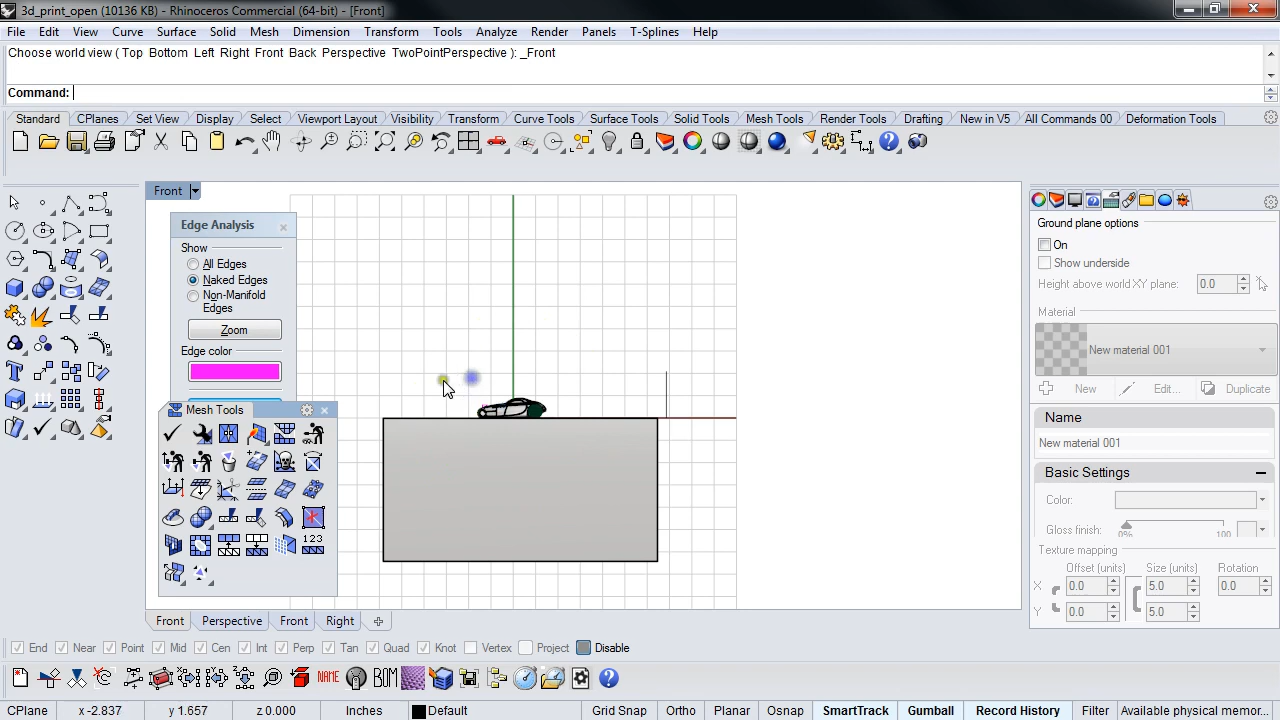 3d_print_open (10136 KB) - Rhinoceros Commercial (64-bit) - [Front]
File Edit View Curve Surface Solid Mesh Dimension Transform Tools Analyze Render Panels T-Splines Help
Choose world view ( Top Bottom Left Right Front Back Perspective TwoPointPerspective ): _Front
Command:
Standard CPlanes Set View Display Select Viewport Layout Visibility Transform Curve Tools Surface Tools Solid Tools Mesh Tools Render Tools Drafting New in V5 All Commands 00 Deformation Tools
Front
Edge Analysis
Show
All Edges
Naked Edges
Non-Manifold
Edges
Zoom
Edge color
Mesh Tools
123
Ground plane options
On
Show underside
Height above world XY plane: 0.0
Material
New material 001
New Edit... Duplicate
Name
New material 001
Basic Settings
Color:
Gloss finish: 0% 100
Texture mapping
Offset (units) Size (units) Rotation
X 0.0 5.0 0.0
Y 0.0 5.0
Front Perspective Front Right
End Near Point Mid Cen Int Perp Tan Quad Knot Vertex Project Disable
NAME BOM
CPlane x -2.837 y 1.657 z 0.000 Inches Default Grid Snap Ortho Planar Osnap SmartTrack Gumball Record History Filter Available physical memor...